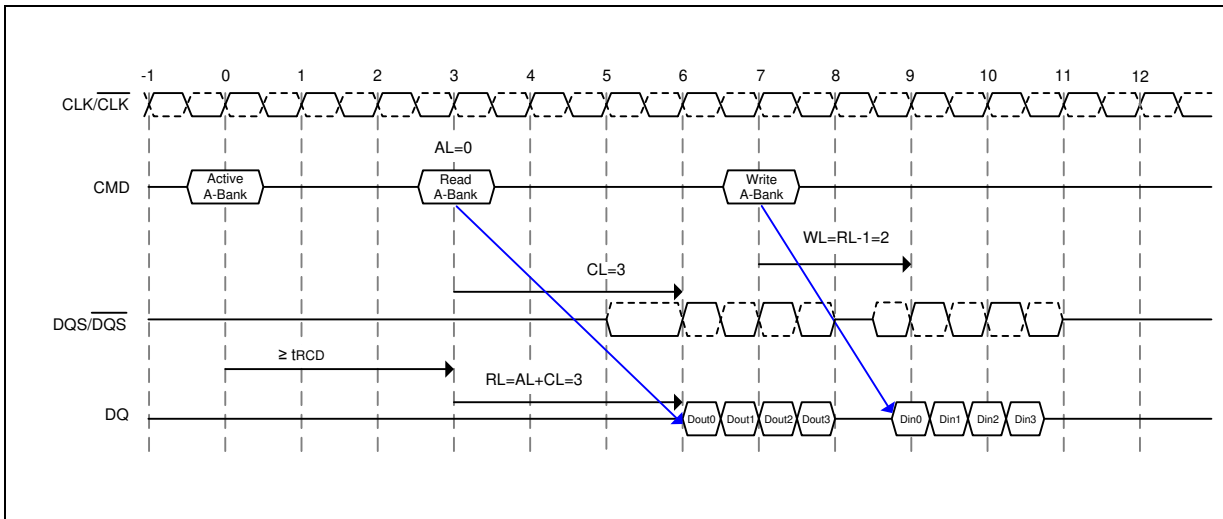 -1 0 1 2 3 4 5 6 7 8 9 10 11 12
CLK/CLK
AL=0
CMD
Active
A-Bank
Read
A-Bank
Write
A-Bank
WL=RL-1=2
CL=3
DQS/DQS
≥ tRCD
RL=AL+CL=3
DQ
Dout0 Dout1 Dout2 Dout3 Din0 Din1 Din2 Din3